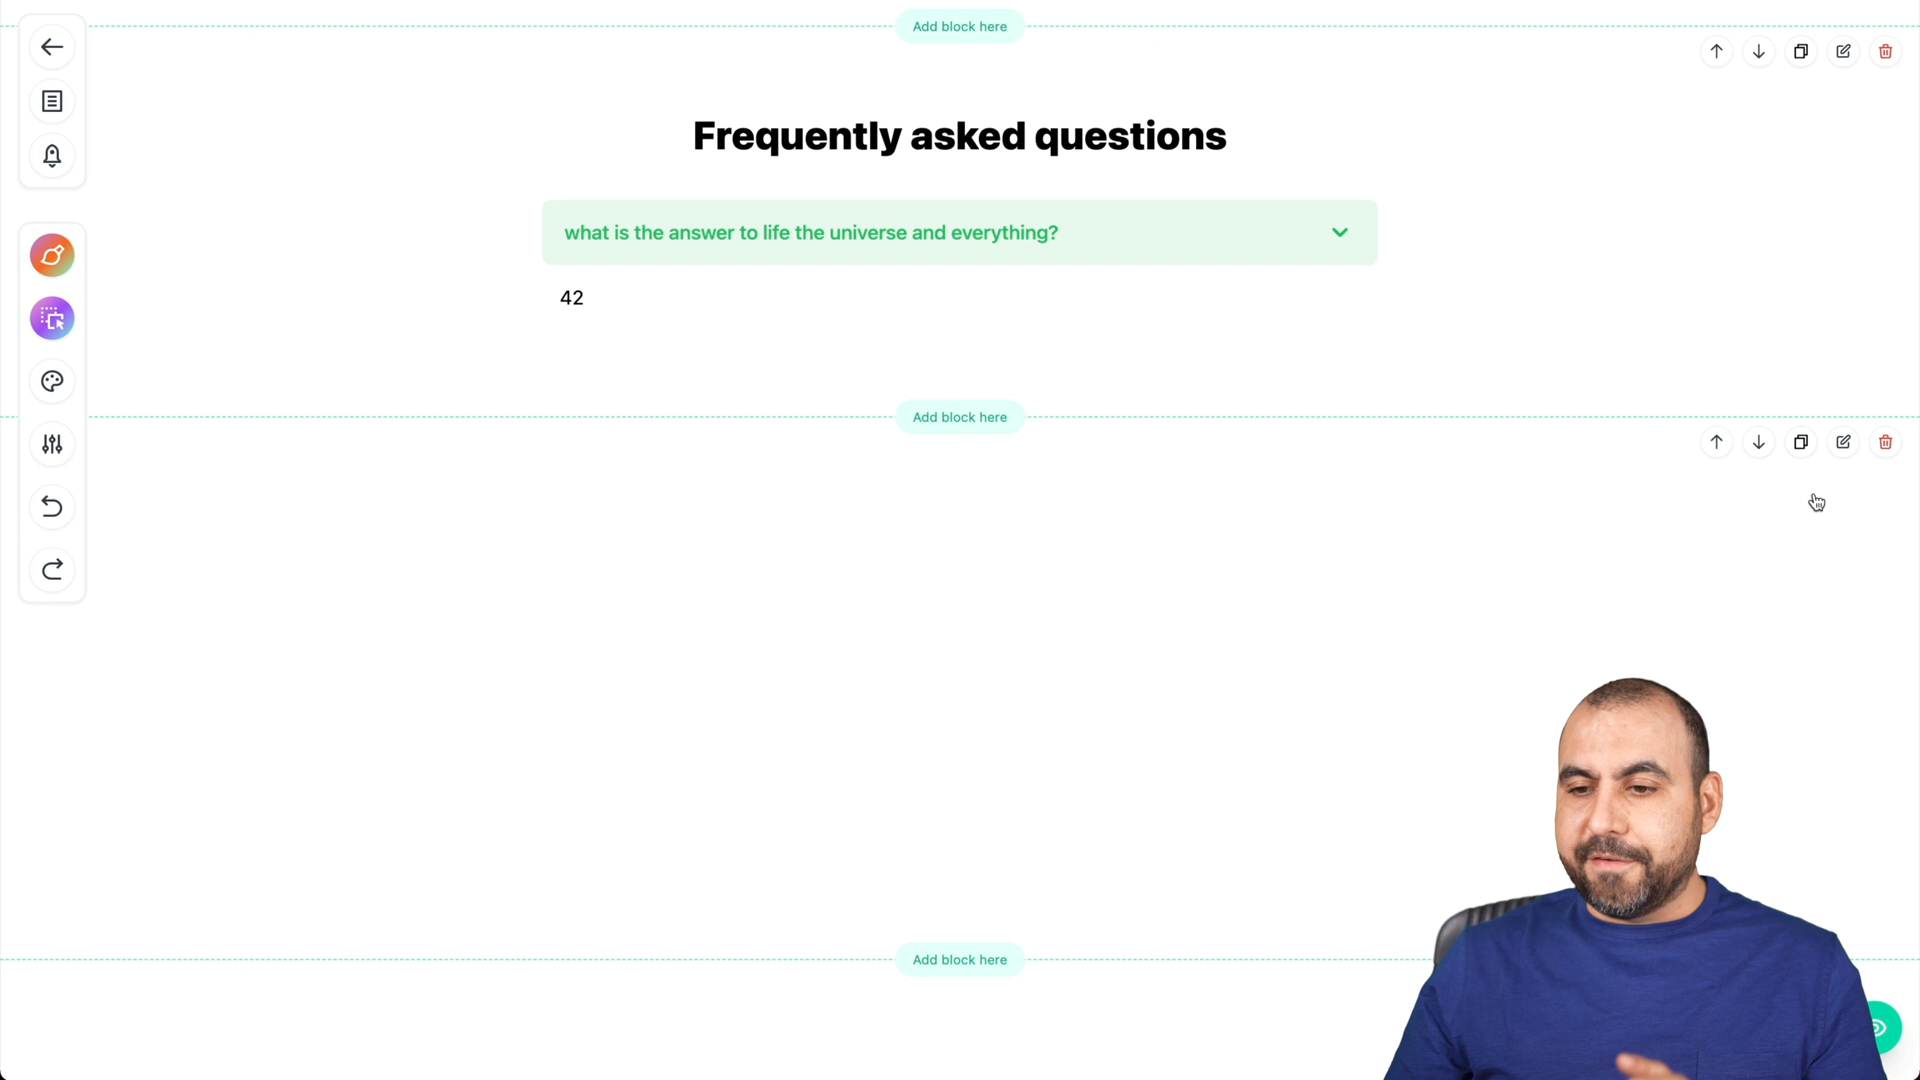 Add block here
Frequently asked questions
what is the answer to life the universe and everything?
42
Add block here
Add block here